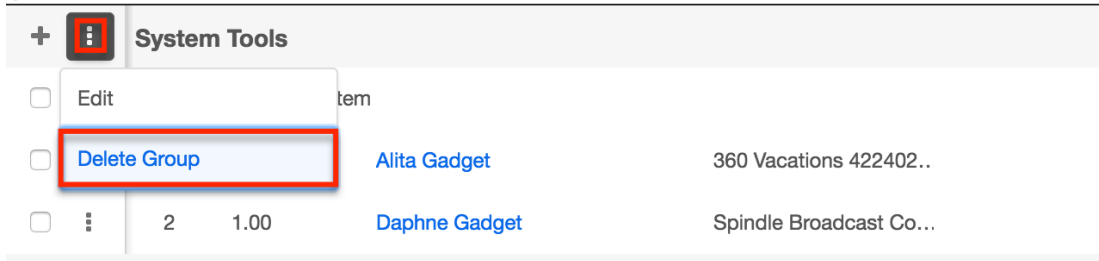 System Tools
Edit tem
Delete Group Alita Gadget 360 Vacations 422402..
2 1.00 Daphne Gadget Spindle Broadcast Co...